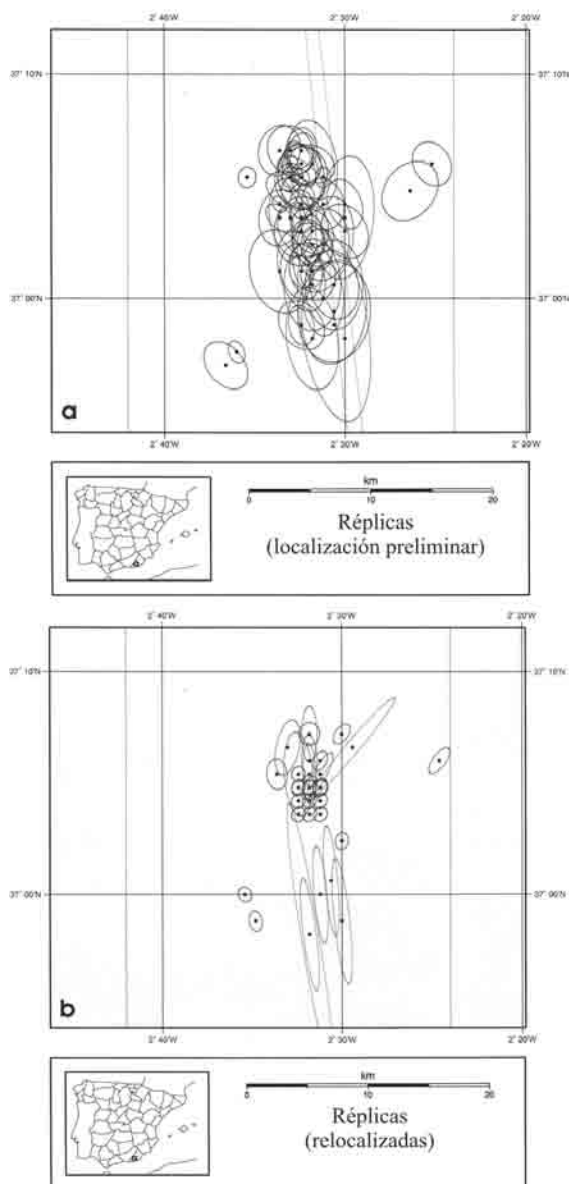 2° 40'W 2° 30'W 2° 20'W
37° 10'N 37° 10'N
37° 00'N 37° 00'N
a
2° 40'W 2° 30'W 2° 20'W
km
0 10 20
Réplicas
(localización preliminar)
2° 40'W 2° 30'W 2° 20'W
37° 10'N 37° 10'N
37° 00'N 37° 00'N
b
2° 40'W 2° 30'W 2° 20'W
km
0 10 20
Réplicas
(relocalizadas)